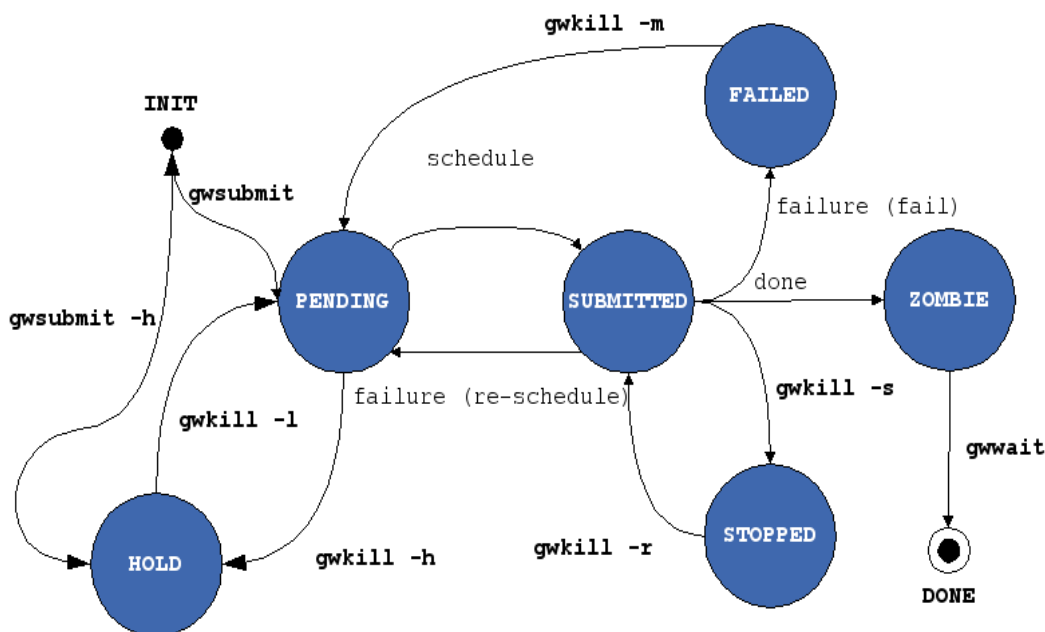 gwkill -m
FAILED
INIT
schedule
gwsubmit
failure (fail)
PENDING
SUBMITTED
done
ZOMBIE
gwsubmit -h
failure (re-schedule)
gwkill -s
gwkill -l
gwwait
gwkill -r
STOPPED
gwkill -h
HOLD
DONE